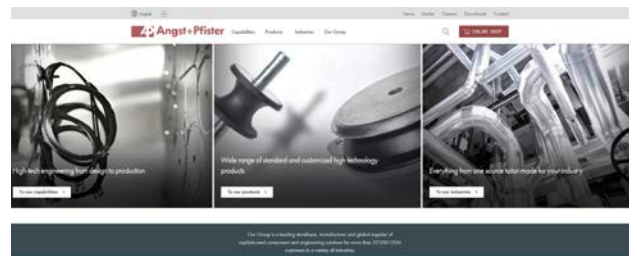 English
News Stories Careers Downloads Contact
Angst+Pfister
Capabilities Products Industries Our Group
ONLINE SHOP
High-tech engineering from design to production
Wide range of standard and customized high technology
products
Everything from one source tailor-made for your industry
To our capabilities
To our products
To our industries
Our Group is a leading developer, manufacturer and global supplier of
sophisticated component and engineering solutions for more than 20'000 OEM
customers in a variety of industries.